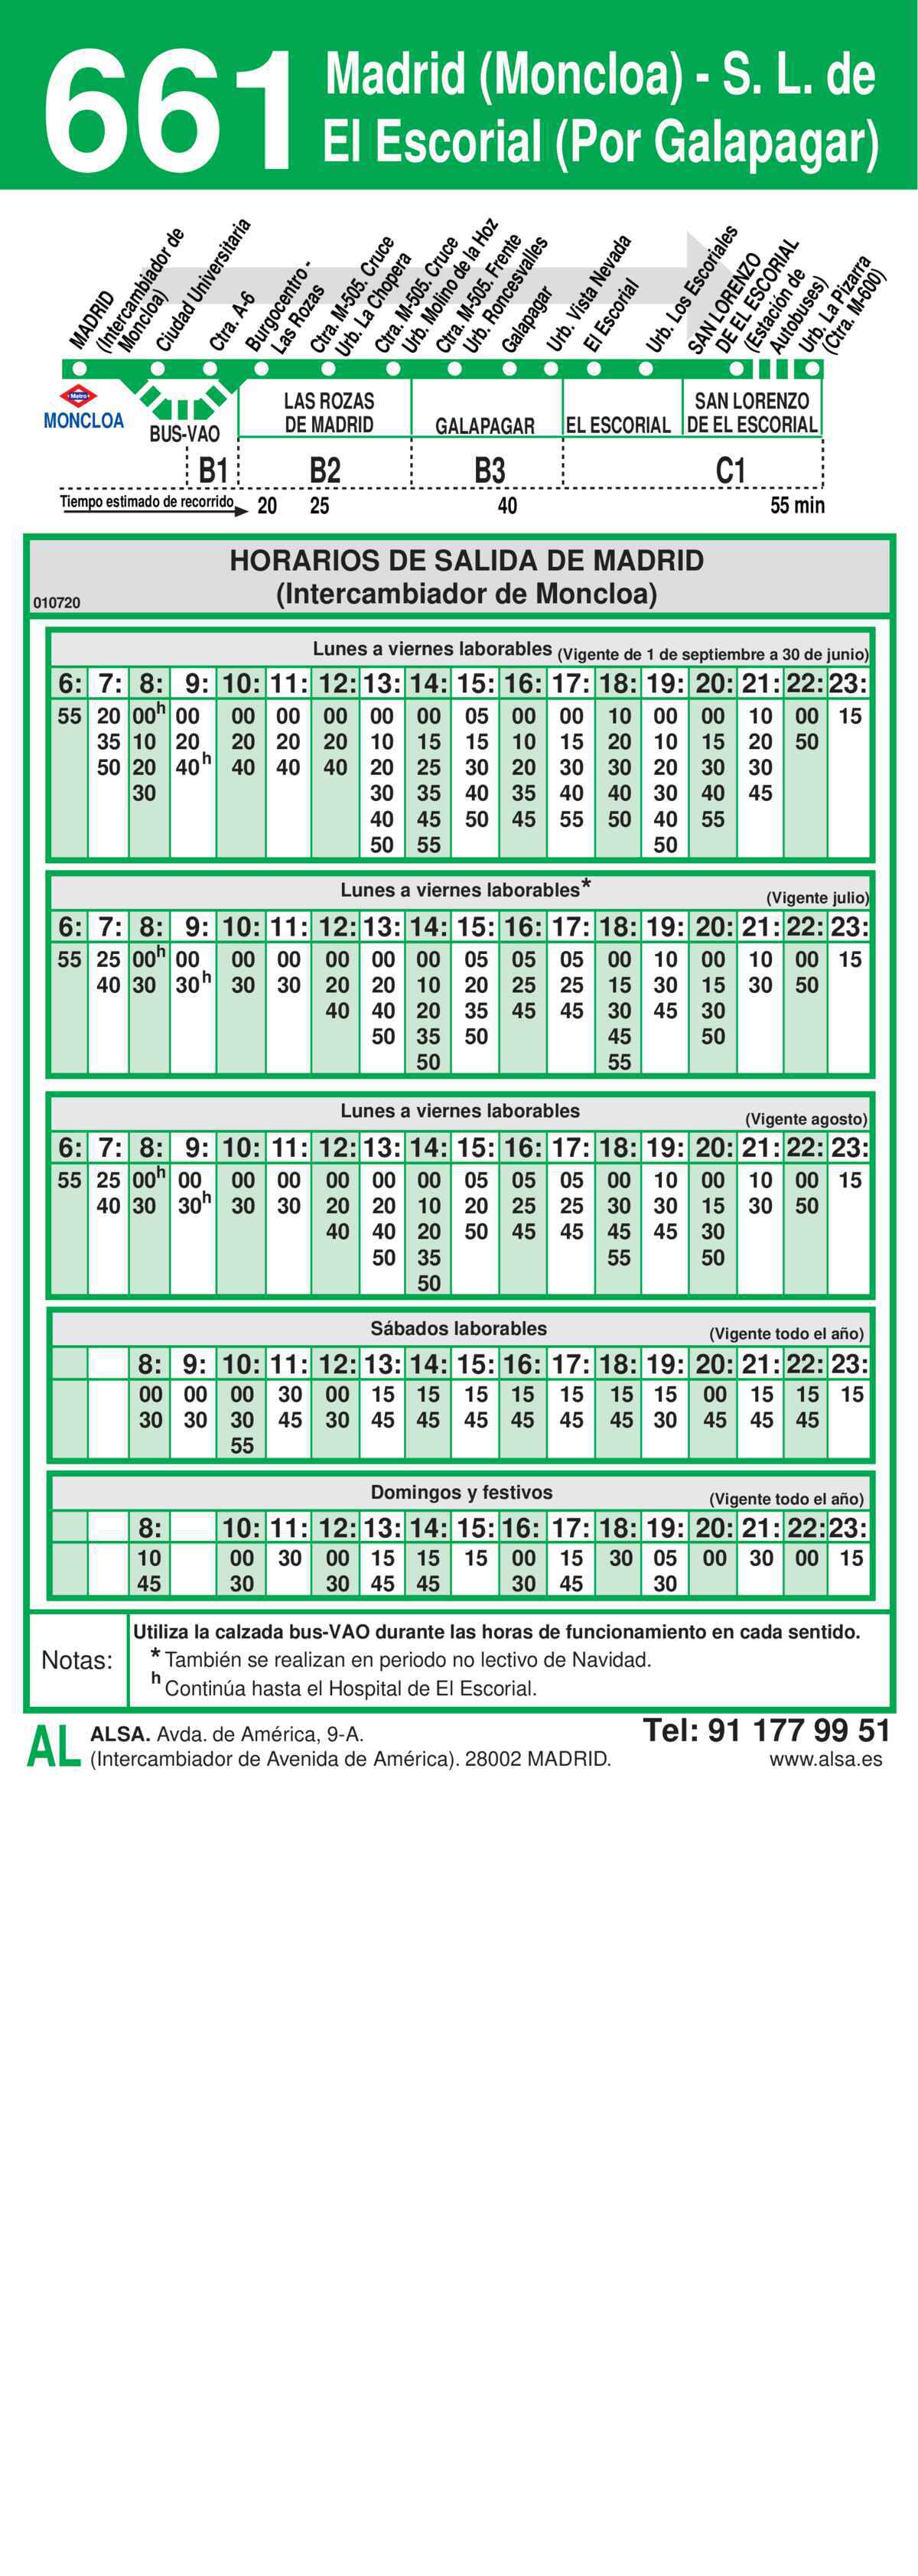 661
Madrid (Moncloa) - S. L. de
El Escorial (Por Galapagar)
MADRID
(Intercambiador de
Moncloa)
Ciudad Universitaria
Ctra. A-6
Burgocentro -
Las Rozas
Ctra. M-505. Cruce
Urb. La Chopera
Ctra. M-505. Cruce
Urb. Molino de la Hoz
Ctra. M-505. Frente
Urb. Roncesvalles
Galapagar
Urb. Vista Nevada
El Escorial
Urb. Los Escoriales
SAN LORENZO
DE EL ESCORIAL
(Estación de
Autobuses)
Urb. La Pizarra
(Ctra. M-600)
Metro
MONCLOA
BUS-VAO
LAS ROZAS
DE MADRID
GALAPAGAR
EL ESCORIAL
SAN LORENZO
DE EL ESCORIAL
B1 B2 B3 C1
Tiempo estimado de recorrido 20 25 40 55 min
HORARIOS DE SALIDA DE MADRID
(Intercambiador de Moncloa)
010720
Lunes a viernes laborables (Vigente de 1 de septiembre a 30 de junio)
6: 7: 8: 9: 10: 11: 12: 13: 14: 15: 16: 17: 18: 19: 20: 21: 22: 23:
55 20 00h 00 00 00 00 00 00 05 00 00 10 00 00 10 00 15
35 10 20 20 20 20 10 15 15 10 15 20 10 15 20 50
50 20 40h 40 40 40 20 25 30 20 30 30 20 30 30
30 30 35 40 35 40 40 30 40 45
40 45 50 45 55 50 40 55
50 55 50
Lunes a viernes laborables* (Vigente julio)
6: 7: 8: 9: 10: 11: 12: 13: 14: 15: 16: 17: 18: 19: 20: 21: 22: 23:
55 25 00h 00 00 00 00 00 00 05 05 05 00 10 00 10 00 15
40 30 30h 30 30 20 20 10 20 25 25 15 30 15 30 50
40 40 20 35 45 45 30 45 30
50 35 50 45 50
50 55
Lunes a viernes laborables (Vigente agosto)
6: 7: 8: 9: 10: 11: 12: 13: 14: 15: 16: 17: 18: 19: 20: 21: 22: 23:
55 25 00h 00 00 00 00 00 00 05 05 05 00 10 00 10 00 15
40 30 30h 30 30 20 20 10 20 25 25 30 30 15 30 50
40 40 20 50 45 45 45 45 30
50 35 55 50
50
Sábados laborables (Vigente todo el año)
8: 9: 10: 11: 12: 13: 14: 15: 16: 17: 18: 19: 20: 21: 22: 23:
00 00 00 30 00 15 15 15 15 15 15 15 00 15 15 15
30 30 30 45 30 45 45 45 45 45 45 30 45 45 45
55
Domingos y festivos (Vigente todo el año)
8: 10: 11: 12: 13: 14: 15: 16: 17: 18: 19: 20: 21: 22: 23:
10 00 30 00 15 15 15 00 15 30 05 00 30 00 15
45 30 30 45 45 30 45 30
Notas:
Utiliza la calzada bus-VAO durante las horas de funcionamiento en cada sentido.
* También se realizan en periodo no lectivo de Navidad.
h Continúa hasta el Hospital de El Escorial.
AL ALSA. Avda. de América, 9-A.
(Intercambiador de Avenida de América). 28002 MADRID.
Tel: 91 177 99 51
www.alsa.es